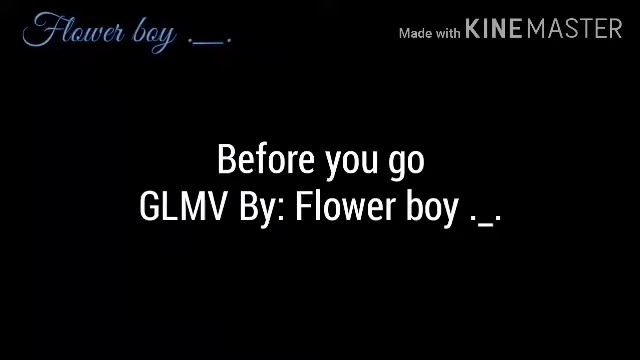 Flower boy ._.
Made with KINEMASTER
Before you go
GLMV By: Flower boy ._.